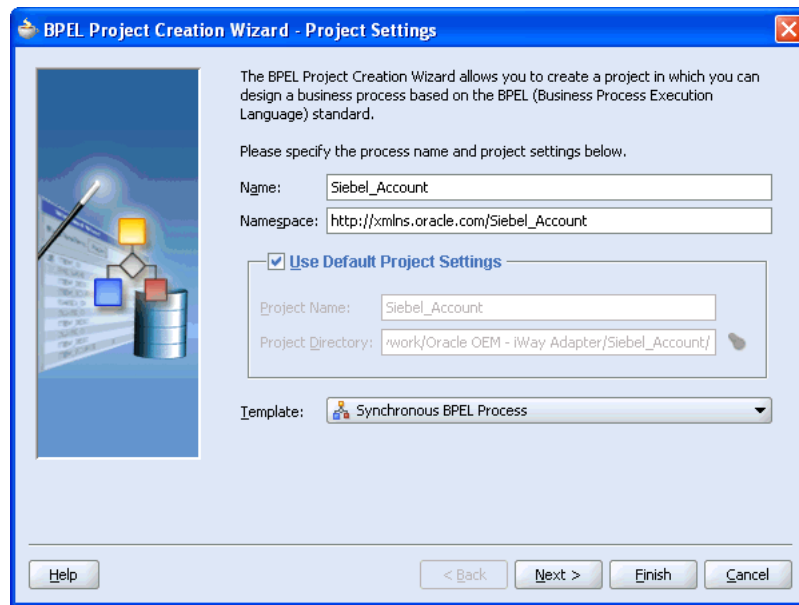 BPEL Project Creation Wizard - Project Settings
The BPEL Project Creation Wizard allows you to create a project in which you can
design a business process based on the BPEL (Business Process Execution
Language) standard.
Please specify the process name and project settings below.
Name: Siebel_Account
Namespace: http://xmlns.oracle.com/Siebel_Account
Use Default Project Settings
Project Name: Siebel_Account
Project Directory: work/Oracle OEM - iWay Adapter/Siebel_Account/
Template: Synchronous BPEL Process
Help < Back Next > Finish Cancel